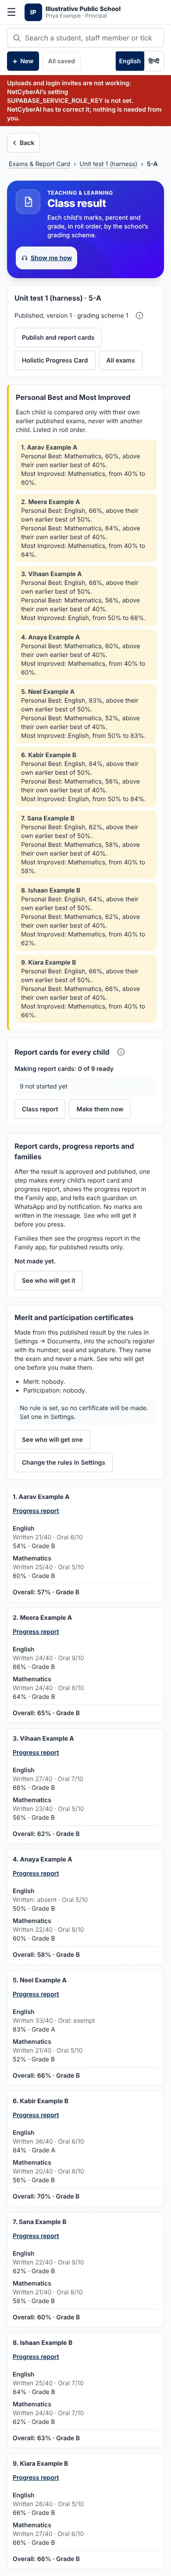 IP
Illustrative Public School
Priya Example · Principal
Search a student, staff member or tick
+ New
All saved
English
हिन्दी
Uploads and login invites are not working:
NetCyberAI's setting
SUPABASE_SERVICE_ROLE_KEY is not set.
NetCyberAI has to correct it; nothing is needed from
you.
Back
Exams & Report Card › Unit test 1 (harness) › 5-A
TEACHING & LEARNING
Class result
Each child's marks, percent and
grade, in roll order, by the school's
grading scheme.
Show me how
Unit test 1 (harness) · 5-A
Published, version 1 · grading scheme 1
Publish and report cards
Holistic Progress Card
All exams
Personal Best and Most Improved
Each child is compared only with their own
earlier published exams, never with another
child. Listed in roll order.
1. Aarav Example A
Personal Best: Mathematics, 60%, above
their own earlier best of 40%.
Most Improved: Mathematics, from 40% to
60%.
2. Meera Example A
Personal Best: English, 66%, above their
own earlier best of 50%.
Personal Best: Mathematics, 64%, above
their own earlier best of 40%.
Most Improved: Mathematics, from 40% to
64%.
3. Vihaan Example A
Personal Best: English, 68%, above their
own earlier best of 50%.
Personal Best: Mathematics, 56%, above
their own earlier best of 40%.
Most Improved: English, from 50% to 68%.
4. Anaya Example A
Personal Best: Mathematics, 60%, above
their own earlier best of 40%.
Most Improved: Mathematics, from 40% to
60%.
5. Neel Example A
Personal Best: English, 83%, above their
own earlier best of 50%.
Personal Best: Mathematics, 52%, above
their own earlier best of 40%.
Most Improved: English, from 50% to 83%.
6. Kabir Example B
Personal Best: English, 84%, above their
own earlier best of 50%.
Personal Best: Mathematics, 56%, above
their own earlier best of 40%.
Most Improved: English, from 50% to 84%.
7. Sana Example B
Personal Best: English, 62%, above their
own earlier best of 50%.
Personal Best: Mathematics, 58%, above
their own earlier best of 40%.
Most Improved: Mathematics, from 40% to
58%.
8. Ishaan Example B
Personal Best: English, 64%, above their
own earlier best of 50%.
Personal Best: Mathematics, 62%, above
their own earlier best of 40%.
Most Improved: Mathematics, from 40% to
62%.
9. Kiara Example B
Personal Best: English, 66%, above their
own earlier best of 50%.
Personal Best: Mathematics, 66%, above
their own earlier best of 40%.
Most Improved: Mathematics, from 40% to
66%.
Report cards for every child
Making report cards: 0 of 9 ready
9 not started yet
Class report
Make them now
Report cards, progress reports and
families
After the result is approved and published, one
step makes every child's report card and
progress report, shows the progress report in
the Family app, and tells each guardian on
WhatsApp and by notification. No marks are
written in the message. See who will get it
before you press.
Families then see the progress report in the
Family app, for published results only.
Not made yet.
See who will get it
Merit and participation certificates
Made from this published result by the rules in
Settings → Documents, into the school's register
with its number, seal and signature. They name
the exam and never a mark. See who will get one
before you make them.
• Merit: nobody.
• Participation: nobody.
No rule is set, so no certificate will be made.
Set one in Settings.
See who will get one
Change the rules in Settings
1. Aarav Example A
Progress report
English
Written 21/40 · Oral 6/10
54% · Grade B
Mathematics
Written 25/40 · Oral 5/10
60% · Grade B
Overall: 57% · Grade B
2. Meera Example A
Progress report
English
Written 24/40 · Oral 9/10
66% · Grade B
Mathematics
Written 24/40 · Oral 8/10
64% · Grade B
Overall: 65% · Grade B
3. Vihaan Example A
Progress report
English
Written 27/40 · Oral 7/10
68% · Grade B
Mathematics
Written 23/40 · Oral 5/10
56% · Grade B
Overall: 62% · Grade B
4. Anaya Example A
Progress report
English
Written: absent · Oral 5/10
50% · Grade B
Mathematics
Written 22/40 · Oral 8/10
60% · Grade B
Overall: 58% · Grade B
5. Neel Example A
Progress report
English
Written 33/40 · Oral: exempt
83% · Grade A
Mathematics
Written 21/40 · Oral 5/10
52% · Grade B
Overall: 66% · Grade B
6. Kabir Example B
Progress report
English
Written 36/40 · Oral 6/10
84% · Grade A
Mathematics
Written 20/40 · Oral 8/10
56% · Grade B
Overall: 70% · Grade B
7. Sana Example B
Progress report
English
Written 22/40 · Oral 9/10
62% · Grade B
Mathematics
Written 21/40 · Oral 8/10
58% · Grade B
Overall: 60% · Grade B
8. Ishaan Example B
Progress report
English
Written 25/40 · Oral 7/10
64% · Grade B
Mathematics
Written 24/40 · Oral 7/10
62% · Grade B
Overall: 63% · Grade B
9. Kiara Example B
Progress report
English
Written 28/40 · Oral 5/10
66% · Grade B
Mathematics
Written 27/40 · Oral 6/10
66% · Grade B
Overall: 66% · Grade B